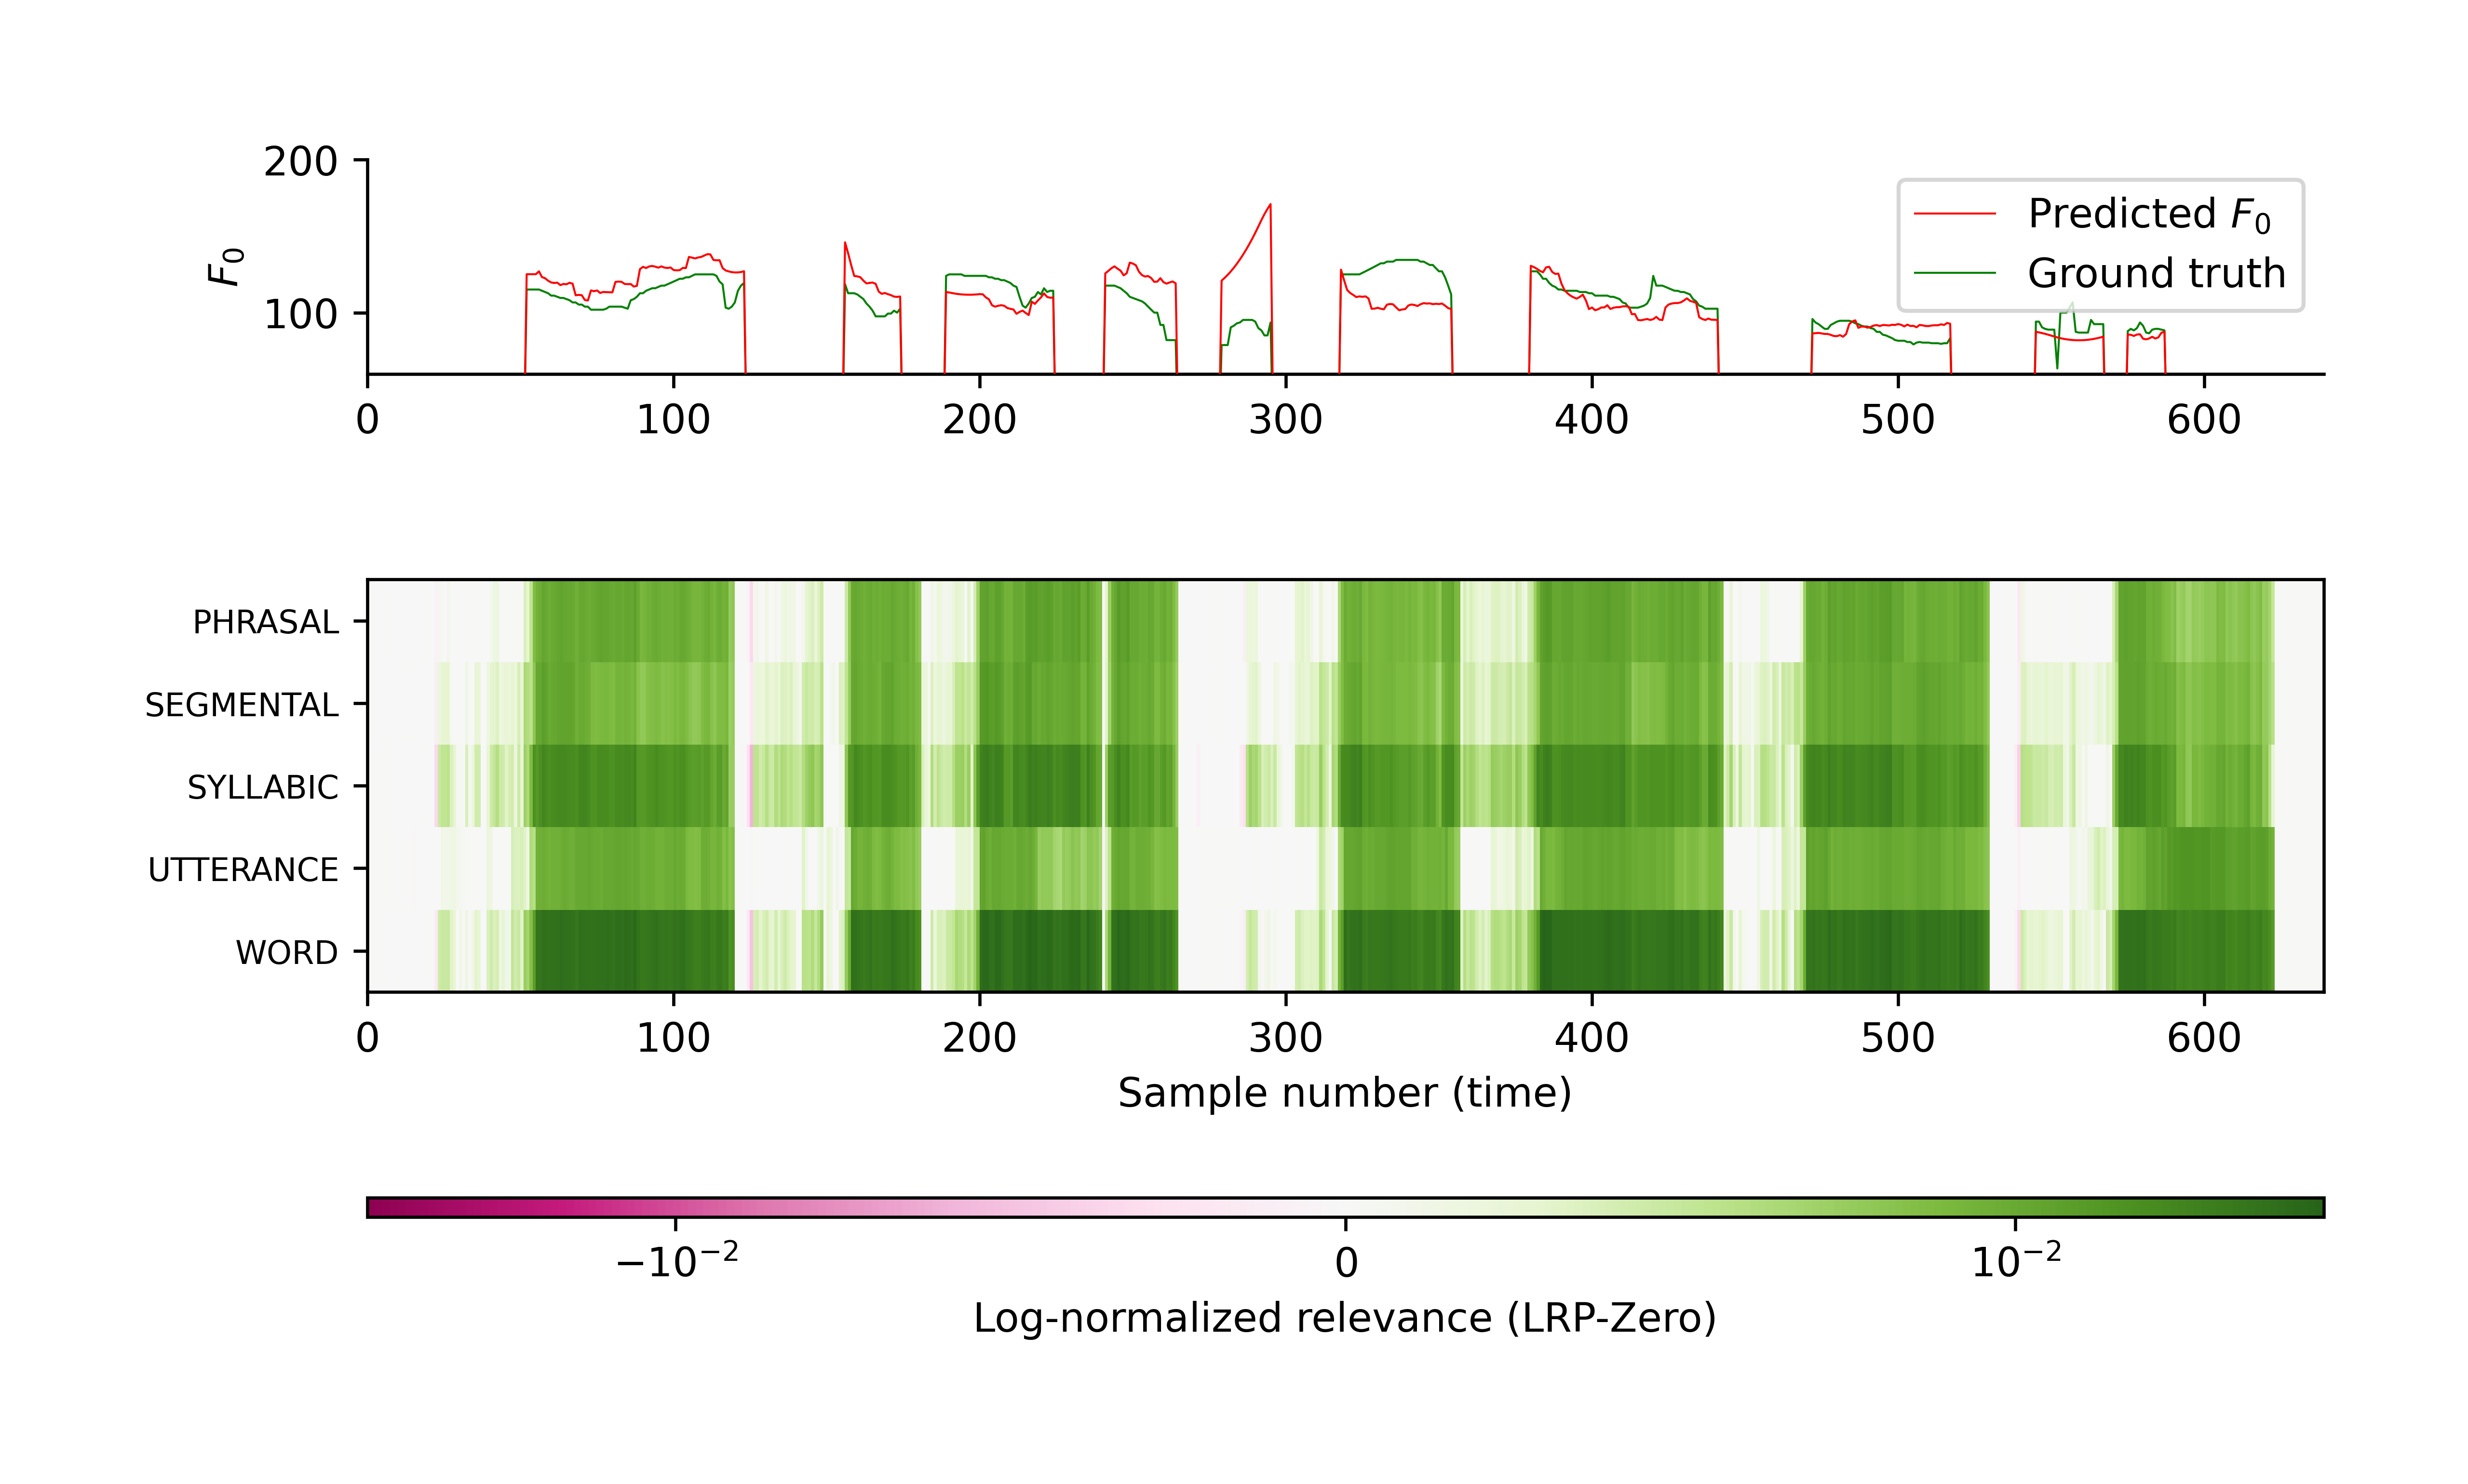 200
100
F₀
Predicted F₀
Ground truth
0 100 200 300 400 500 600
PHRASAL
SEGMENTAL
SYLLABIC
UTTERANCE
WORD
0 100 200 300 400 500 600
Sample number (time)
−10⁻² 0 10⁻²
Log-normalized relevance (LRP-Zero)